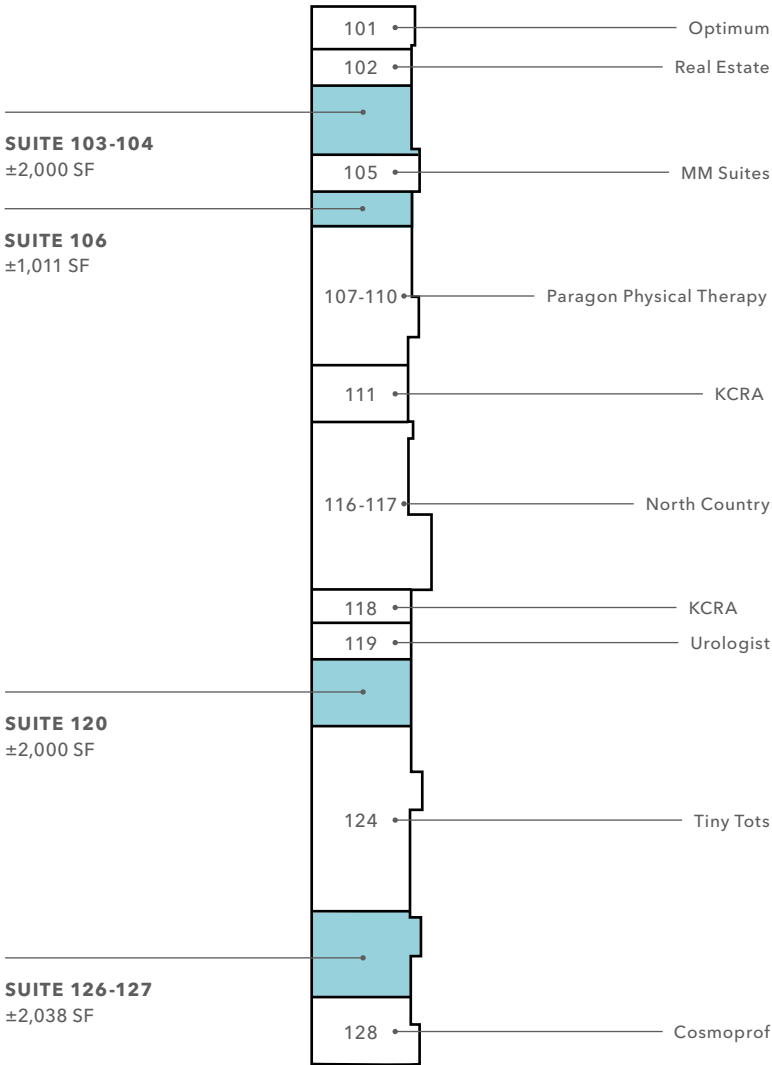 101 Optimum
102 Real Estate
SUITE 103-104
±2,000 SF
105 MM Suites
SUITE 106
±1,011 SF
107-110 Paragon Physical Therapy
111 KCRA
116-117 North Country
118 KCRA
119 Urologist
SUITE 120
±2,000 SF
124 Tiny Tots
SUITE 126-127
±2,038 SF
128 Cosmoprof